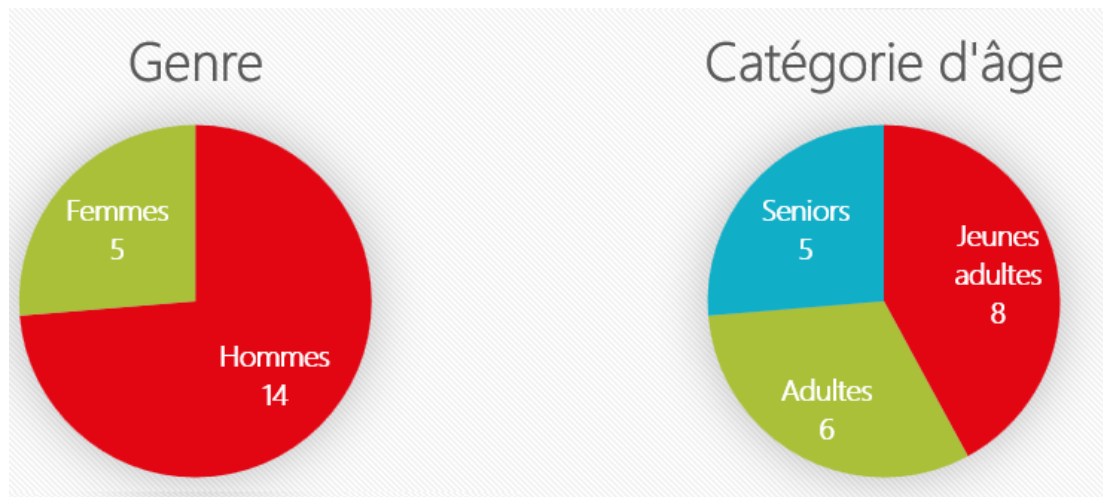 Genre
Femmes
5
Hommes
14
Catégorie d'âge
Seniors
5
Jeunes
adultes
8
Adultes
6